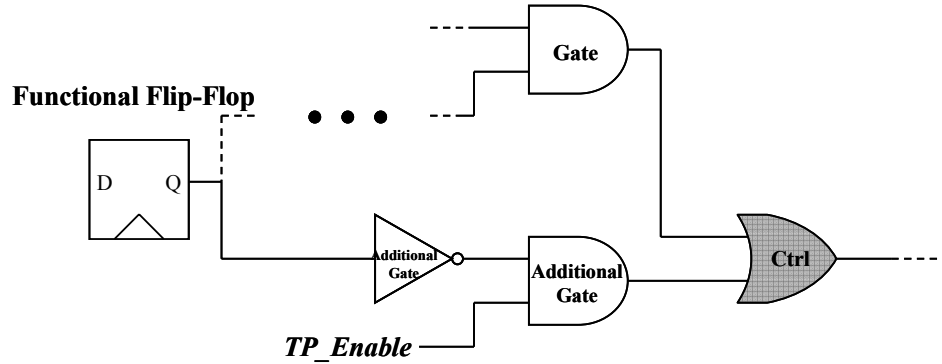 Gate
Functional Flip-Flop
D Q
Additional
Gate
Additional
Gate
Ctrl
TP_Enable